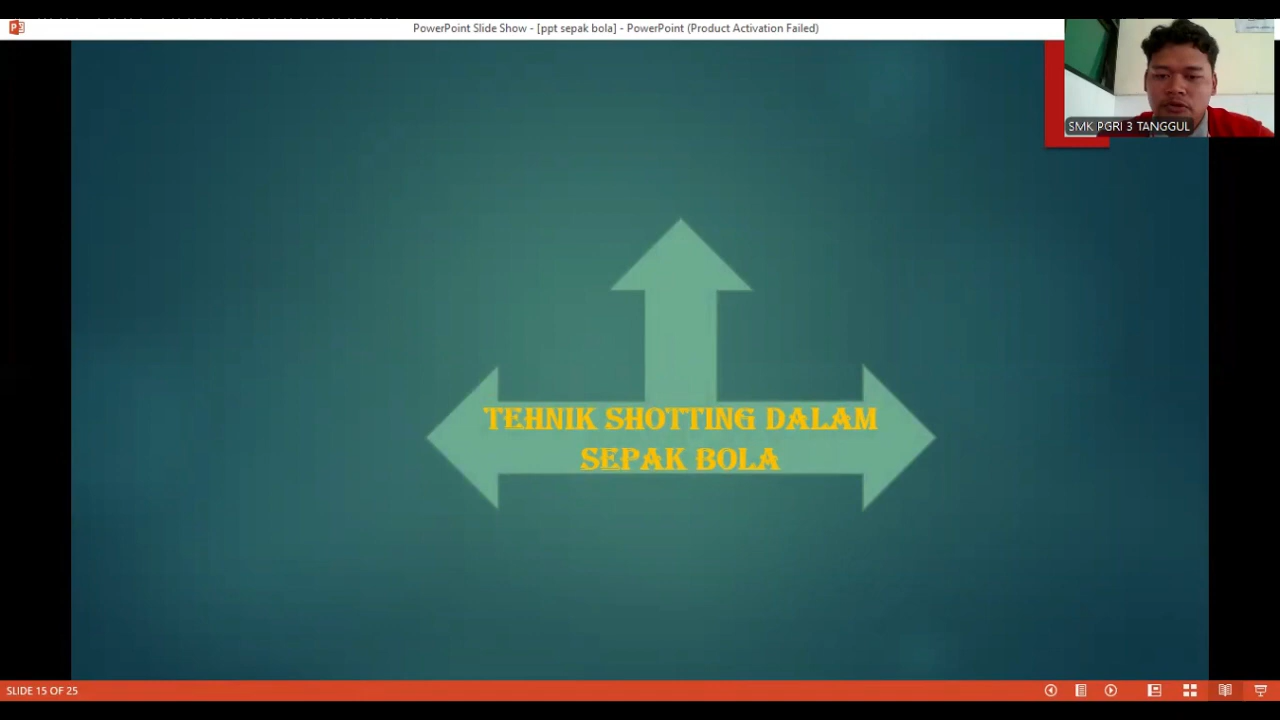 PowerPoint Slide Show - [ppt sepak bola] - PowerPoint (Product Activation Failed)
SMK PGRI 3 TANGGUL
TEHNIK SHOTTING DALAM
SEPAK BOLA
SLIDE 15 OF 25